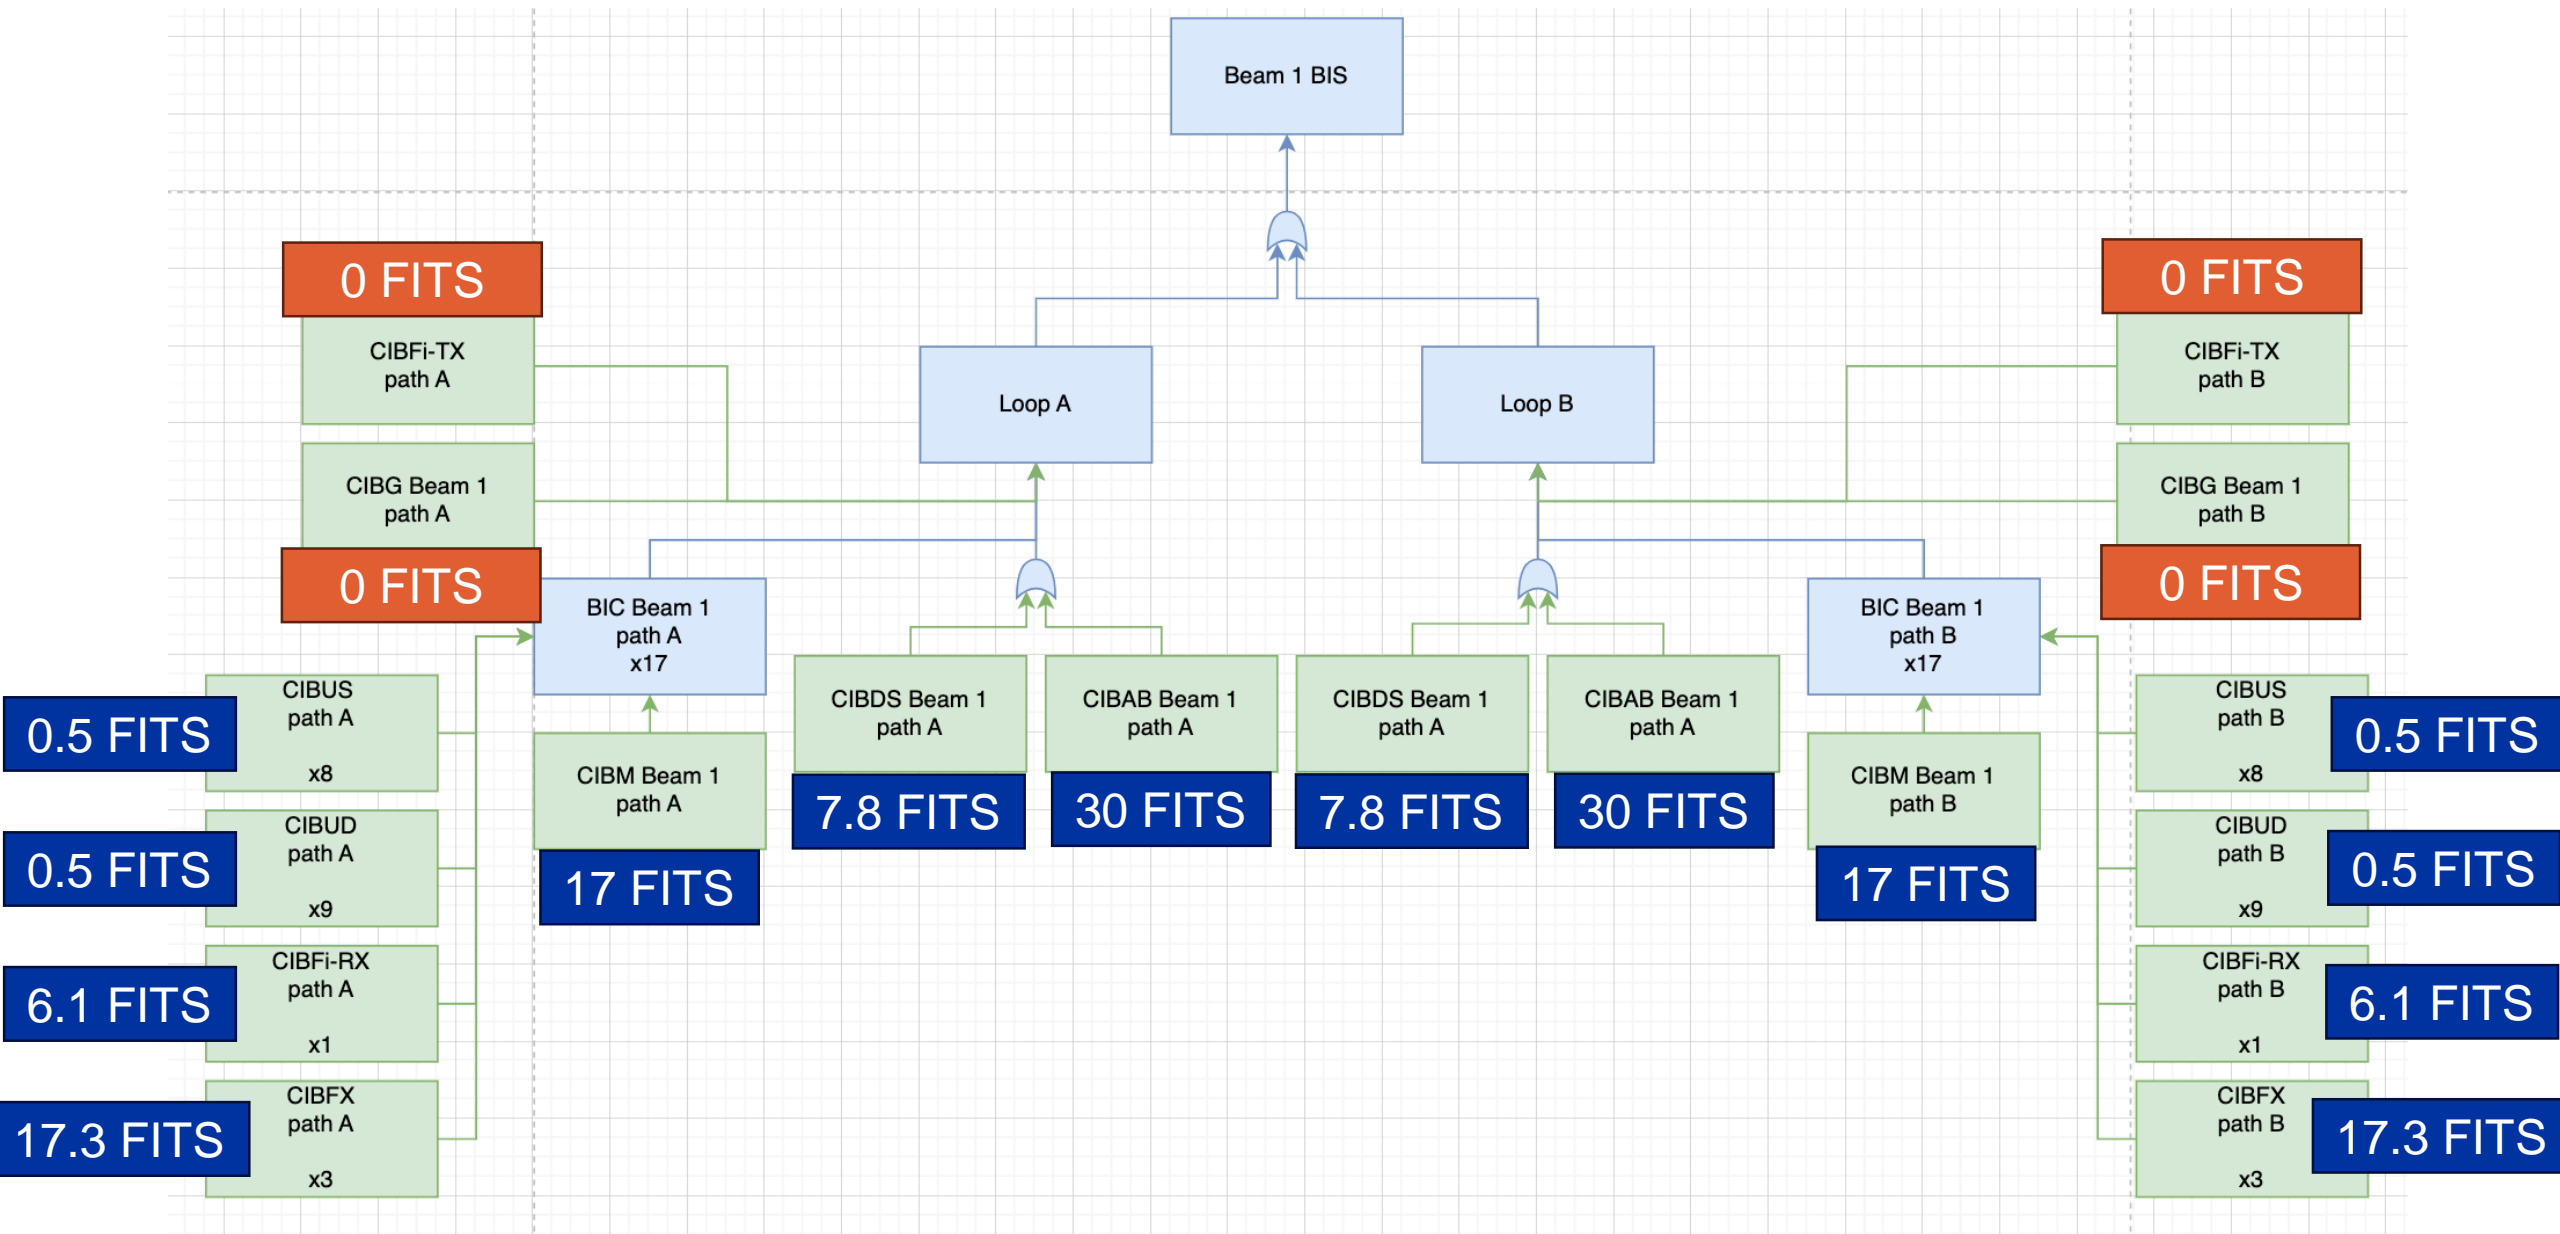 Beam 1 BIS
0 FITS
0 FITS
CIBFi-TX
path A
Loop A
Loop B
CIBFi-TX
path B
CIBG Beam 1
path A
CIBG Beam 1
path B
0 FITS
0 FITS
BIC Beam 1
path A
x17
BIC Beam 1
path B
x17
CIBUS
path A
x8
0.5 FITS
CIBUD
path A
x9
0.5 FITS
CIBFi-RX
path A
x1
6.1 FITS
CIBFX
path A
x3
17.3 FITS
CIBM Beam 1
path A
17 FITS
CIBDS Beam 1
path A
7.8 FITS
CIBAB Beam 1
path A
30 FITS
CIBDS Beam 1
path A
7.8 FITS
CIBAB Beam 1
path A
30 FITS
CIBM Beam 1
path B
17 FITS
CIBUS
path B
x8
0.5 FITS
CIBUD
path B
x9
0.5 FITS
CIBFi-RX
path B
x1
6.1 FITS
CIBFX
path B
x3
17.3 FITS